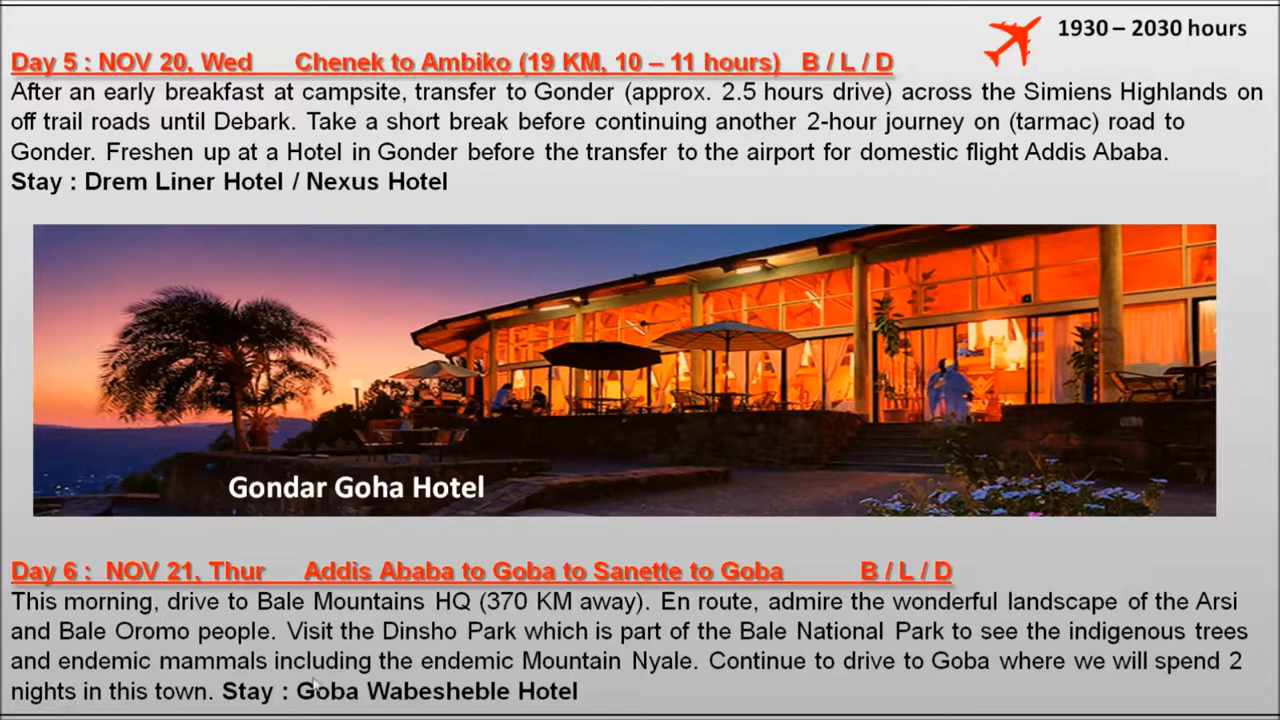 1930 – 2030 hours
Day 5 : NOV 20, Wed Chenek to Ambiko (19 KM, 10 – 11 hours) B / L / D
After an early breakfast at campsite, transfer to Gonder (approx. 2.5 hours drive) across the Simiens Highlands on
off trail roads until Debark. Take a short break before continuing another 2-hour journey on (tarmac) road to
Gonder. Freshen up at a Hotel in Gonder before the transfer to the airport for domestic flight Addis Ababa.
Stay : Drem Liner Hotel / Nexus Hotel
Gondar Goha Hotel
Day 6 : NOV 21, Thur Addis Ababa to Goba to Sanette to Goba B / L / D
This morning, drive to Bale Mountains HQ (370 KM away). En route, admire the wonderful landscape of the Arsi
and Bale Oromo people. Visit the Dinsho Park which is part of the Bale National Park to see the indigenous trees
and endemic mammals including the endemic Mountain Nyale. Continue to drive to Goba where we will spend 2
nights in this town. Stay : Goba Wabesheble Hotel